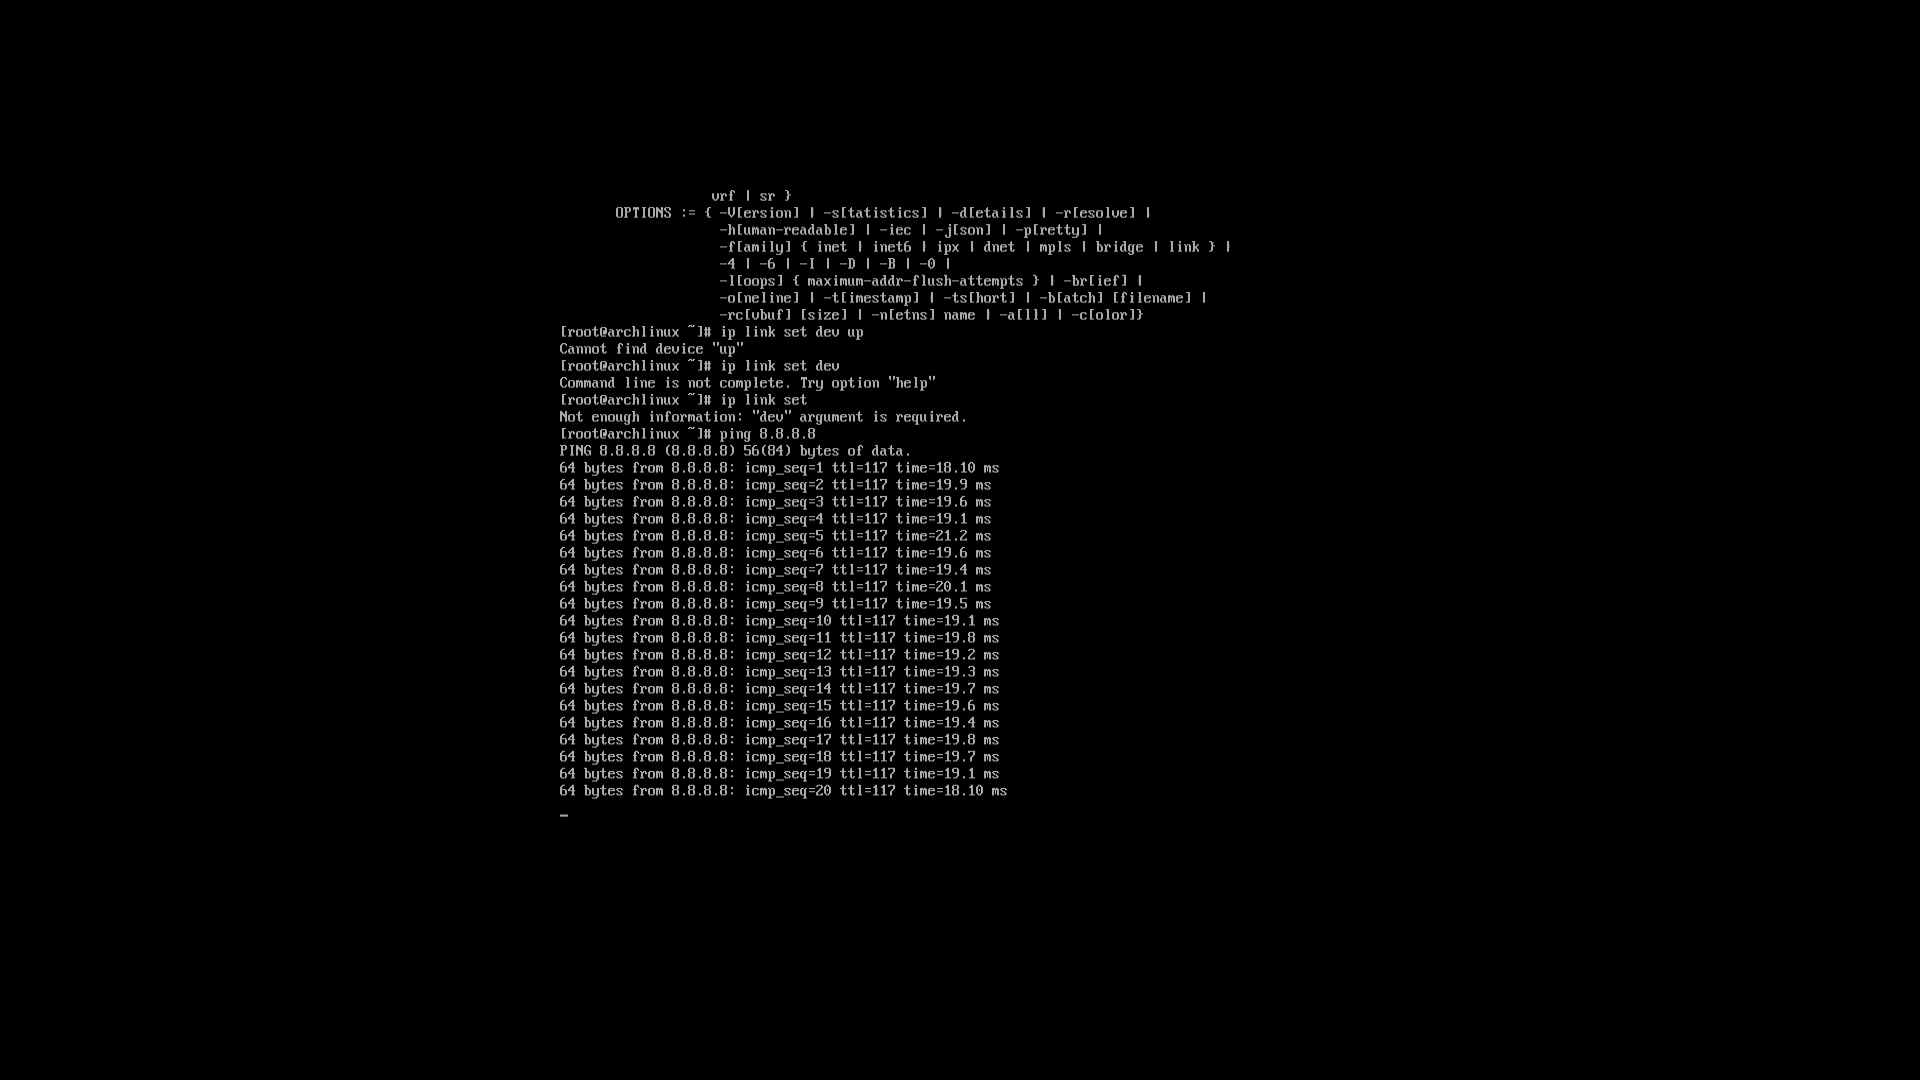 vrf | sr }
OPTIONS := { -V[ersion] | -s[tatistics] | -d[etails] | -r[esolve] |
-h[uman-readable] | -iec | -j[son] | -p[retty] |
-f[amily] { inet | inet6 | ipx | dnet | mpls | bridge | link } |
-4 | -6 | -I | -D | -B | -0 |
-l[oops] { maximum-addr-flush-attempts } | -br[ief] |
-o[neline] | -t[imestamp] | -ts[hort] | -b[atch] [filename] |
-rc[vbuf] [size] | -n[etns] name | -a[ll] | -c[olor]}
[root@archlinux ~]# ip link set dev up
Cannot find device "up"
[root@archlinux ~]# ip link set dev
Command line is not complete. Try option "help"
[root@archlinux ~]# ip link set
Not enough information: "dev" argument is required.
[root@archlinux ~]# ping 8.8.8.8
PING 8.8.8.8 (8.8.8.8) 56(84) bytes of data.
64 bytes from 8.8.8.8: icmp_seq=1 ttl=117 time=18.10 ms
64 bytes from 8.8.8.8: icmp_seq=2 ttl=117 time=19.9 ms
64 bytes from 8.8.8.8: icmp_seq=3 ttl=117 time=19.6 ms
64 bytes from 8.8.8.8: icmp_seq=4 ttl=117 time=19.1 ms
64 bytes from 8.8.8.8: icmp_seq=5 ttl=117 time=21.2 ms
64 bytes from 8.8.8.8: icmp_seq=6 ttl=117 time=19.6 ms
64 bytes from 8.8.8.8: icmp_seq=7 ttl=117 time=19.4 ms
64 bytes from 8.8.8.8: icmp_seq=8 ttl=117 time=20.1 ms
64 bytes from 8.8.8.8: icmp_seq=9 ttl=117 time=19.5 ms
64 bytes from 8.8.8.8: icmp_seq=10 ttl=117 time=19.1 ms
64 bytes from 8.8.8.8: icmp_seq=11 ttl=117 time=19.8 ms
64 bytes from 8.8.8.8: icmp_seq=12 ttl=117 time=19.2 ms
64 bytes from 8.8.8.8: icmp_seq=13 ttl=117 time=19.3 ms
64 bytes from 8.8.8.8: icmp_seq=14 ttl=117 time=19.7 ms
64 bytes from 8.8.8.8: icmp_seq=15 ttl=117 time=19.6 ms
64 bytes from 8.8.8.8: icmp_seq=16 ttl=117 time=19.4 ms
64 bytes from 8.8.8.8: icmp_seq=17 ttl=117 time=19.8 ms
64 bytes from 8.8.8.8: icmp_seq=18 ttl=117 time=19.7 ms
64 bytes from 8.8.8.8: icmp_seq=19 ttl=117 time=19.1 ms
64 bytes from 8.8.8.8: icmp_seq=20 ttl=117 time=18.10 ms